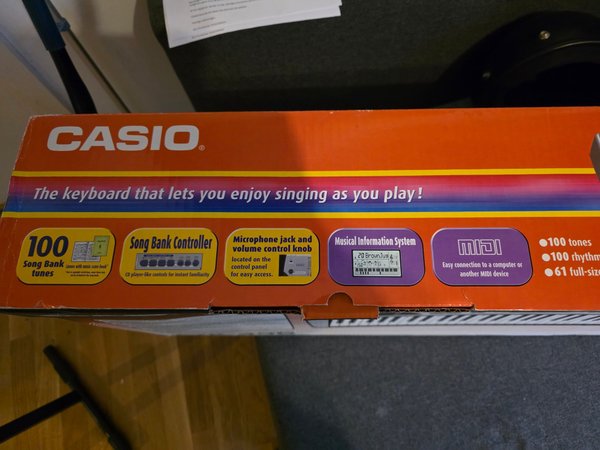 CASIO®
The keyboard that lets you enjoy singing as you play!
100
Song Bank
tunes
Song Bank Controller
CD player-like controls for instant familiarity
Microphone jack and
volume control knob
located on the
control panel
for easy access.
Musical Information System
MIDI
Easy connection to a computer or
another MIDI device
●100 tones
●100 rhythm
●61 full-size